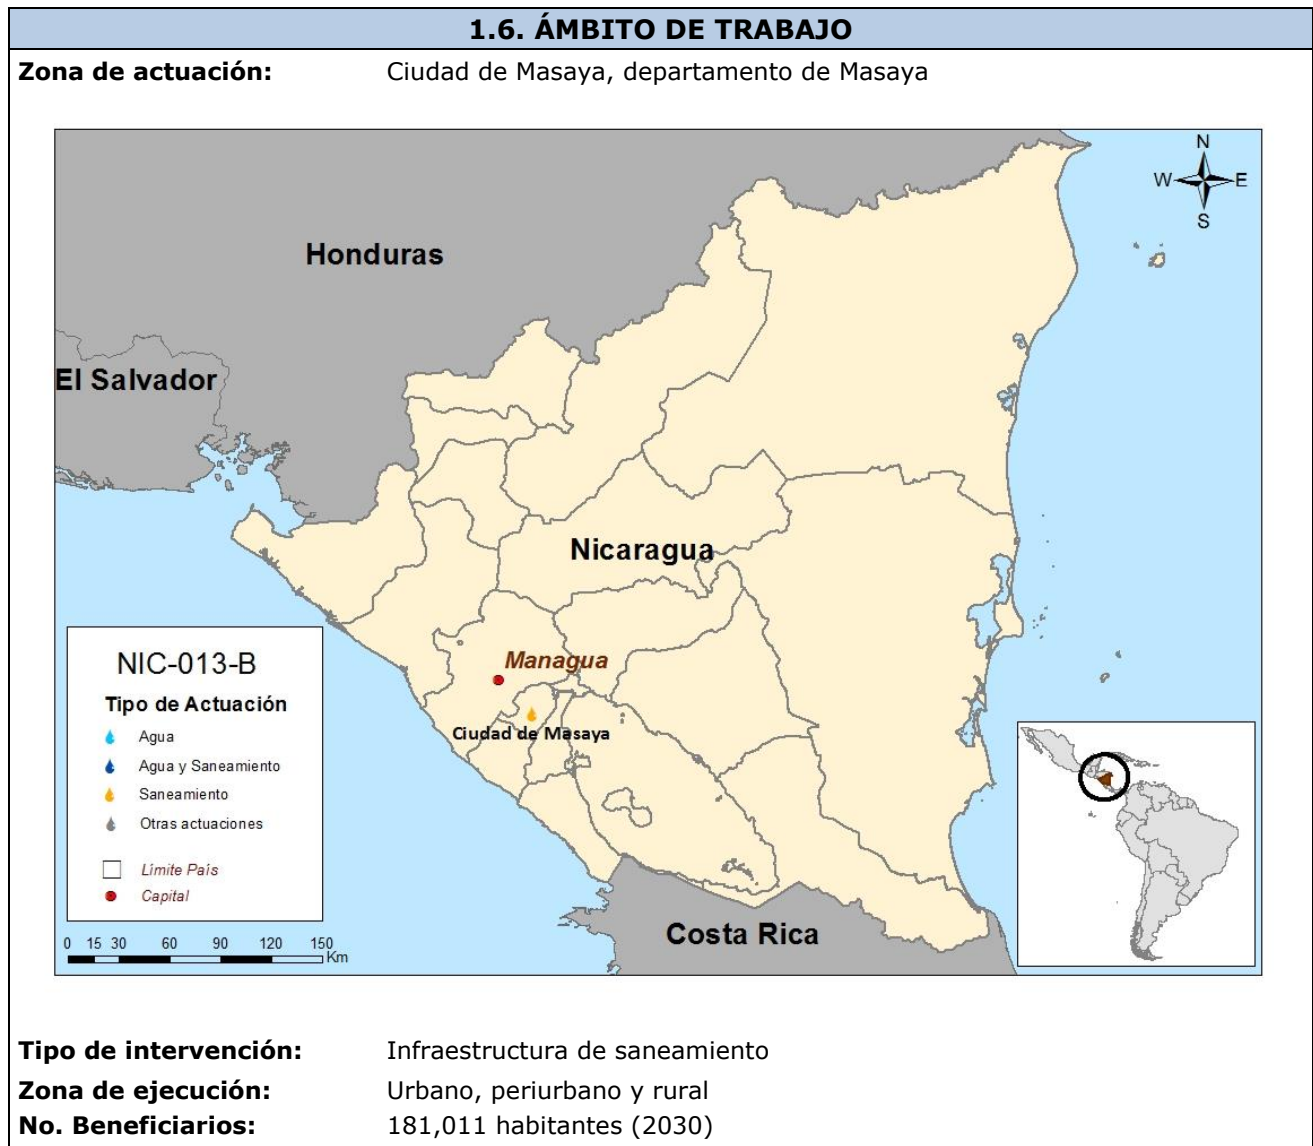 1.6. ÁMBITO DE TRABAJO
Zona de actuación: Ciudad de Masaya, departamento de Masaya
N
W E
S
Honduras
El Salvador
Nicaragua
Managua
Ciudad de Masaya
Costa Rica
NIC-013-B
Tipo de Actuación
Agua
Agua y Saneamiento
Saneamiento
Otras actuaciones
Límite País
Capital
0 15 30 60 90 120 150
Km
Tipo de intervención: Infraestructura de saneamiento
Zona de ejecución: Urbano, periurbano y rural
No. Beneficiarios: 181,011 habitantes (2030)